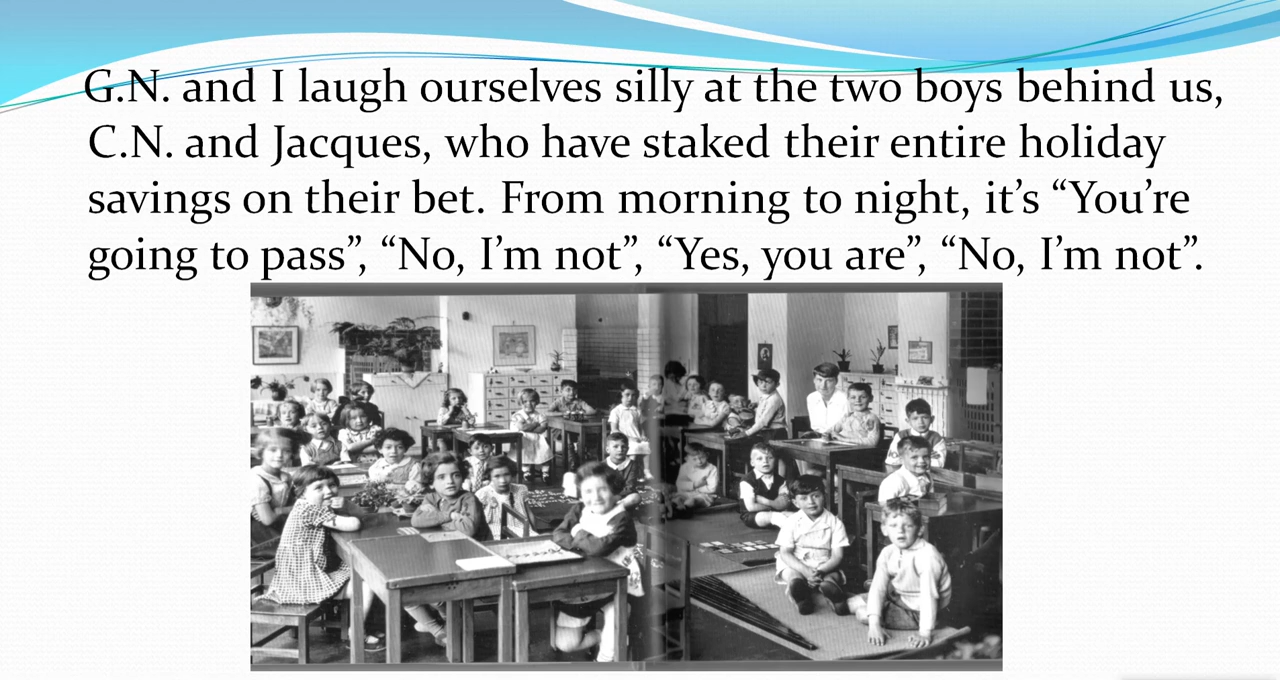 G.N. and I laugh ourselves silly at the two boys behind us,
C.N. and Jacques, who have staked their entire holiday
savings on their bet. From morning to night, it’s “You’re
going to pass”, “No, I’m not”, “Yes, you are”, “No, I’m not”.